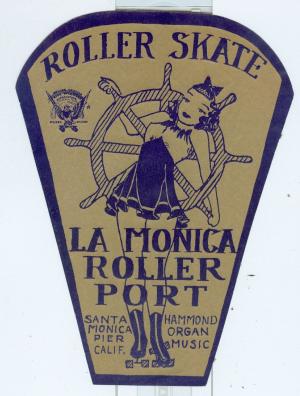 ROLLER SKATE
LA MONICA
ROLLER
PORT
SANTA
MONICA
PIER
CALIF.
HAMMOND
ORGAN
MUSIC